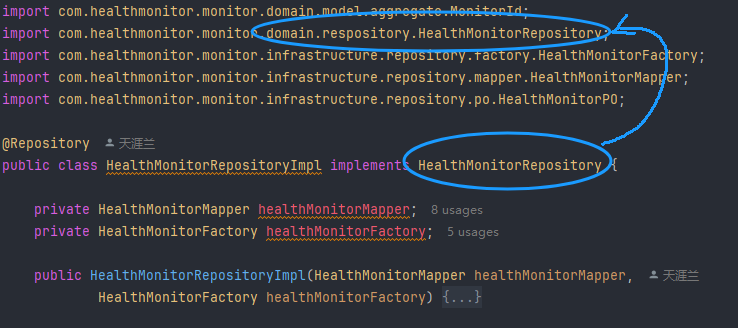 import com.healthmonitor.monitor.domain.model.aggregate.MonitorId;
import com.healthmonitor.monitor.domain.respository.HealthMonitorRepository;
import com.healthmonitor.monitor.infrastructure.repository.factory.HealthMonitorFactory;
import com.healthmonitor.monitor.infrastructure.repository.mapper.HealthMonitorMapper;
import com.healthmonitor.monitor.infrastructure.repository.po.HealthMonitorPO;
@Repository 天涯兰
public class HealthMonitorRepositoryImpl implements HealthMonitorRepository {
private HealthMonitorMapper healthMonitorMapper; 8 usages
private HealthMonitorFactory healthMonitorFactory; 5 usages
public HealthMonitorRepositoryImpl(HealthMonitorMapper healthMonitorMapper, 天涯兰
HealthMonitorFactory healthMonitorFactory) {...}